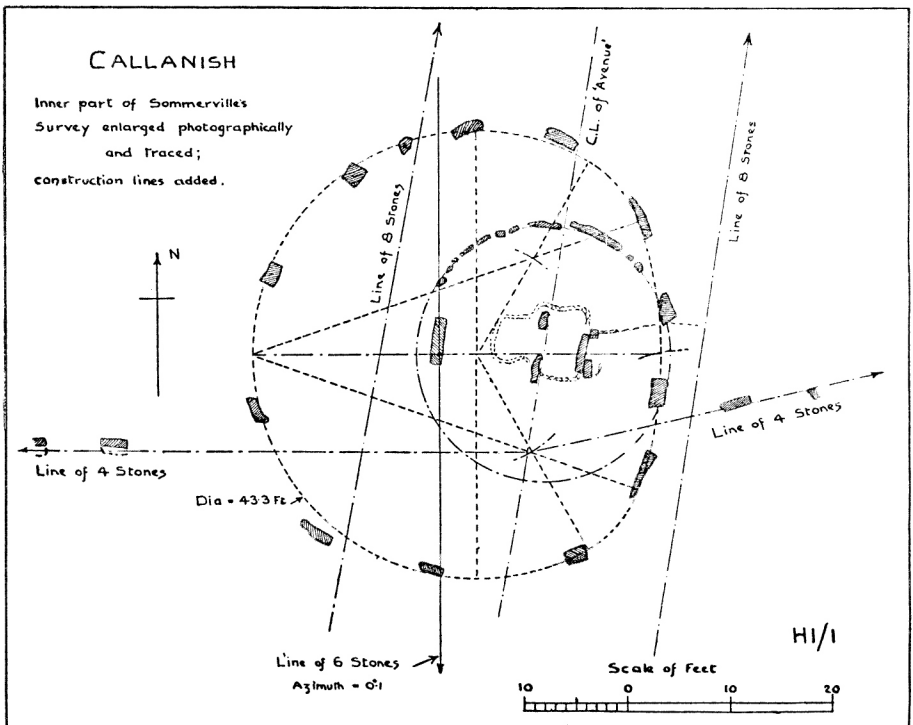 CALLANISH
Inner part of Sommerville's
Survey enlarged photographically
and traced;
construction lines added.
N
Line of 8 Stones
C.L. of 'Avenue'
Line of 8 Stones
Line of 4 Stones
Line of 4 Stones
Dia = 43.3 Ft
Line of 6 Stones
Azimuth = 0°.1
H1/1
Scale of Feet
10 0 10 20